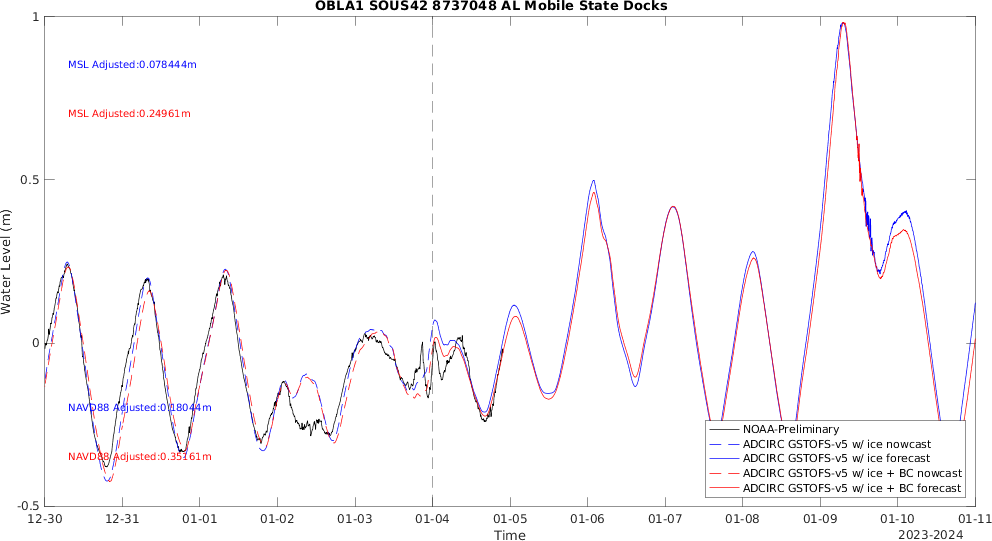 OBLA1 SOUS42 8737048 AL Mobile State Docks
MSL Adjusted:0.078444m
MSL Adjusted:0.24961m
NAVD88 Adjusted:0.18044m
NAVD88 Adjusted:0.35161m
Water Level (m)
1
0.5
0
-0.5
12-30 12-31 01-01 01-02 01-03 01-04 01-05 01-06 01-07 01-08 01-09 01-10 01-11
Time
2023-2024
NOAA-Preliminary
ADCIRC GSTOFS-v5 w/ ice nowcast
ADCIRC GSTOFS-v5 w/ ice forecast
ADCIRC GSTOFS-v5 w/ ice + BC nowcast
ADCIRC GSTOFS-v5 w/ ice + BC forecast